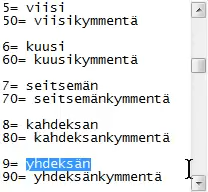 5= viisi
50= viisikymmentä
6= kuusi
60= kuusikymmentä
7= seitsemän
70= seitsemänkymmentä
8= kahdeksan
80= kahdeksankymmentä
9= yhdeksän
90= yhdeksänkymmentä